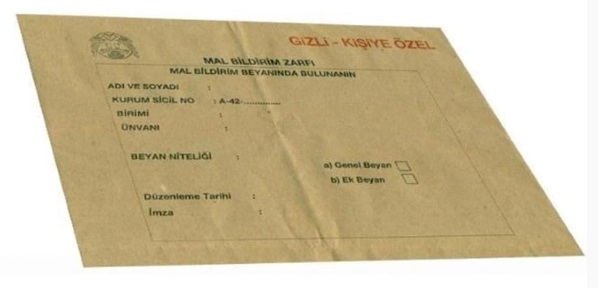 GİZLİ - KİŞİYE ÖZEL
MAL BİLDİRİM ZARFI
MAL BİLDİRİM BEYANINDA BULUNANIN
ADI VE SOYADI :
KURUM SİCİL NO : A-42-..............
BİRİMİ :
ÜNVANI :
BEYAN NİTELİĞİ :
a) Genel Beyan
b) Ek Beyan
Düzenleme Tarihi :
İmza :